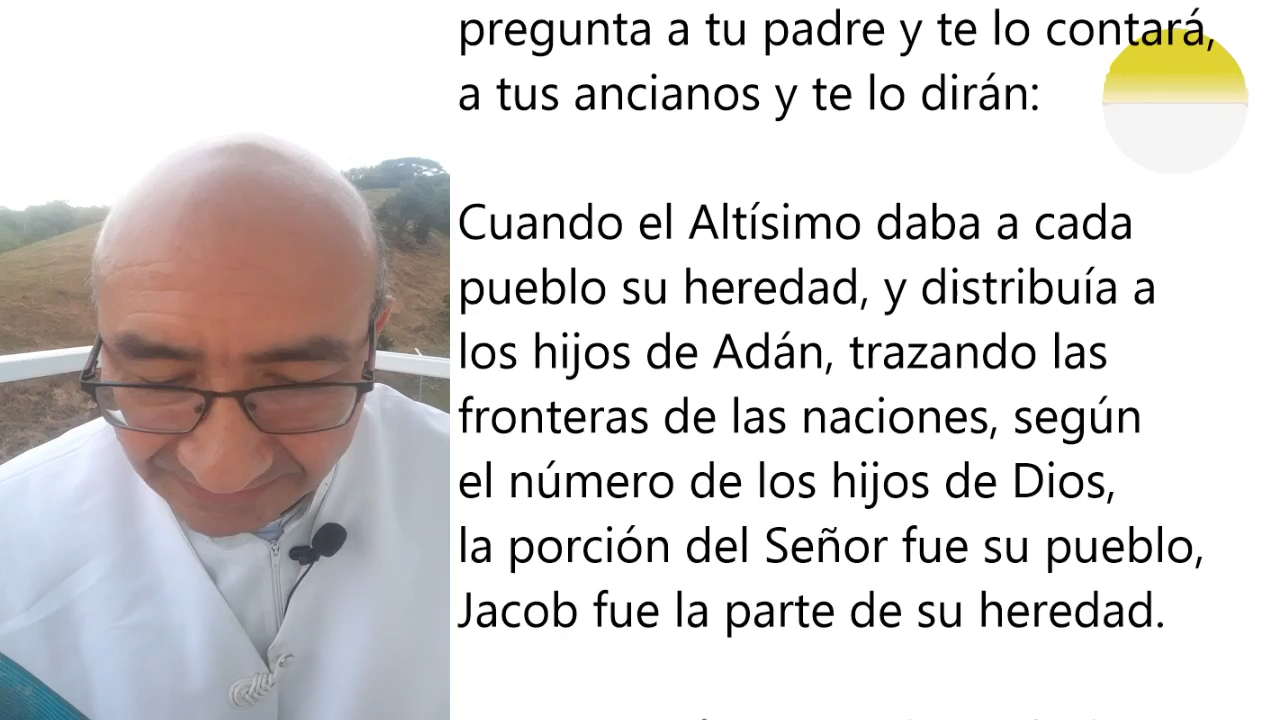 pregunta a tu padre y te lo contará,
a tus ancianos y te lo dirán:
Cuando el Altísimo daba a cada
pueblo su heredad, y distribuía a
los hijos de Adán, trazando las
fronteras de las naciones, según
el número de los hijos de Dios,
la porción del Señor fue su pueblo,
Jacob fue la parte de su heredad.